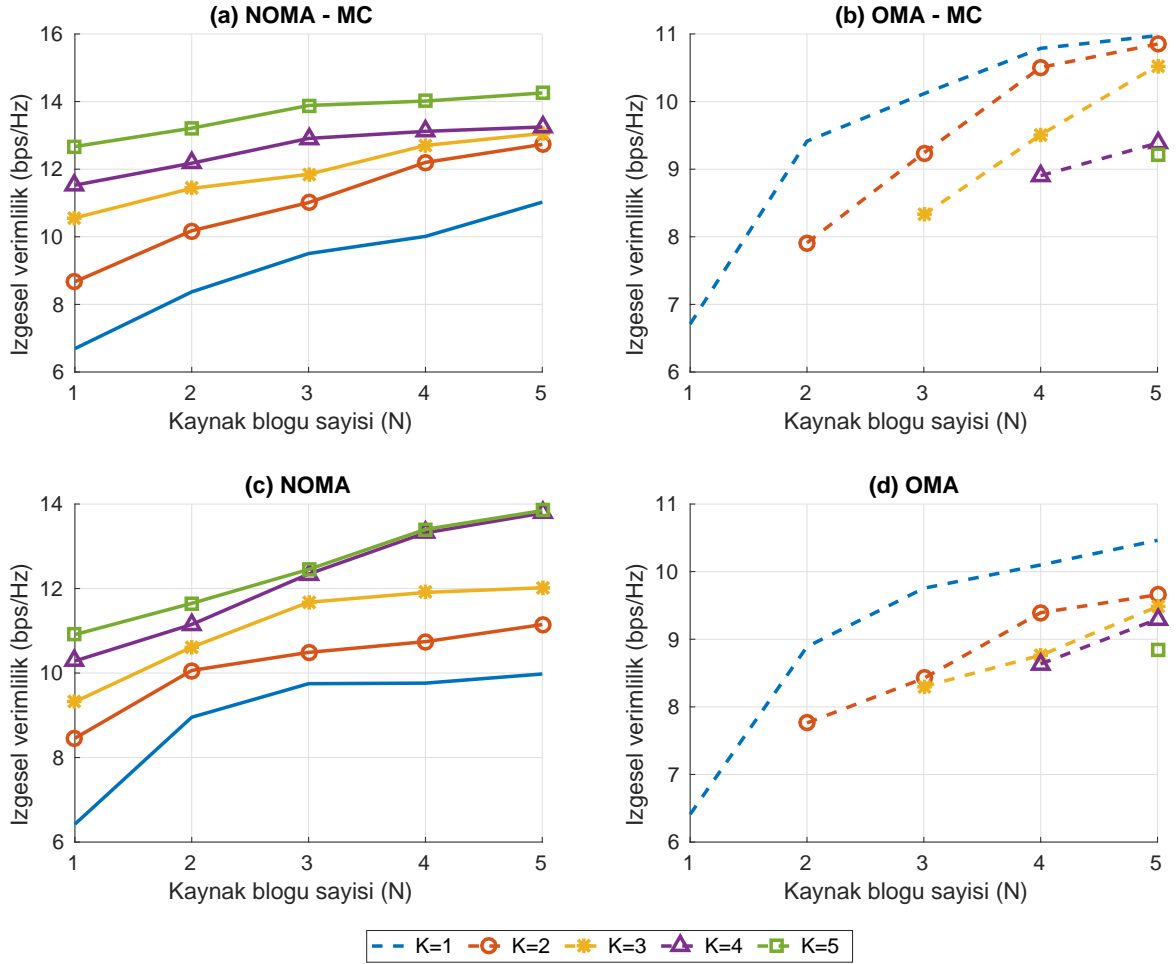 (a) NOMA - MC
Izgesel verimlilik (bps/Hz)
16
14
12
10
8
6
1 2 3 4 5
Kaynak blogu sayisi (N)
(b) OMA - MC
Izgesel verimlilik (bps/Hz)
11
10
9
8
7
6
1 2 3 4 5
Kaynak blogu sayisi (N)
(c) NOMA
Izgesel verimlilik (bps/Hz)
14
12
10
8
6
1 2 3 4 5
Kaynak blogu sayisi (N)
(d) OMA
Izgesel verimlilik (bps/Hz)
11
10
9
8
7
6
1 2 3 4 5
Kaynak blogu sayisi (N)
K=1 K=2 K=3 K=4 K=5